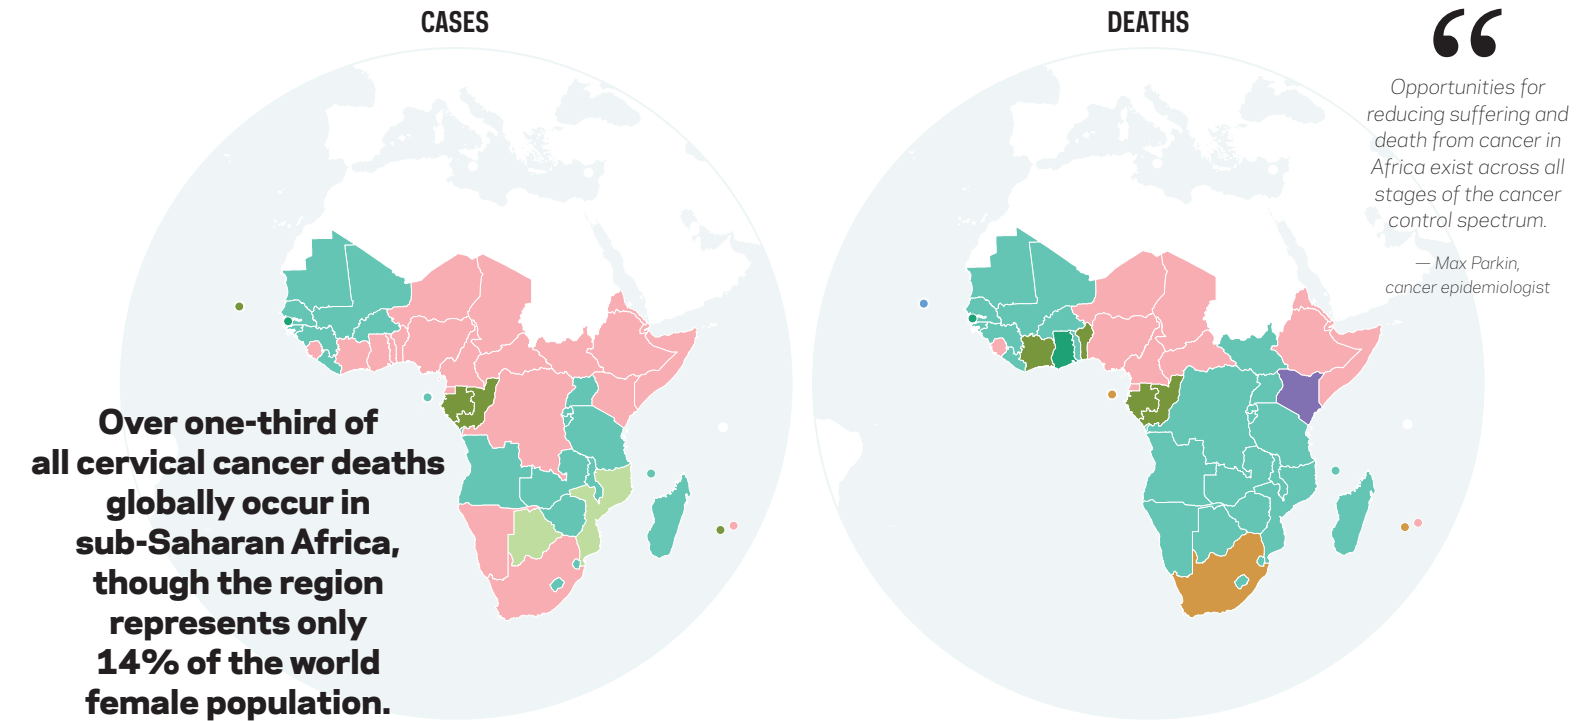 CASES
DEATHS
“
Opportunities for
reducing suffering and
death from cancer in
Africa exist across all
stages of the cancer
control spectrum.
— Max Parkin,
cancer epidemiologist
Over one-third of
all cervical cancer deaths
globally occur in
sub-Saharan Africa,
though the region
represents only
14% of the world
female population.